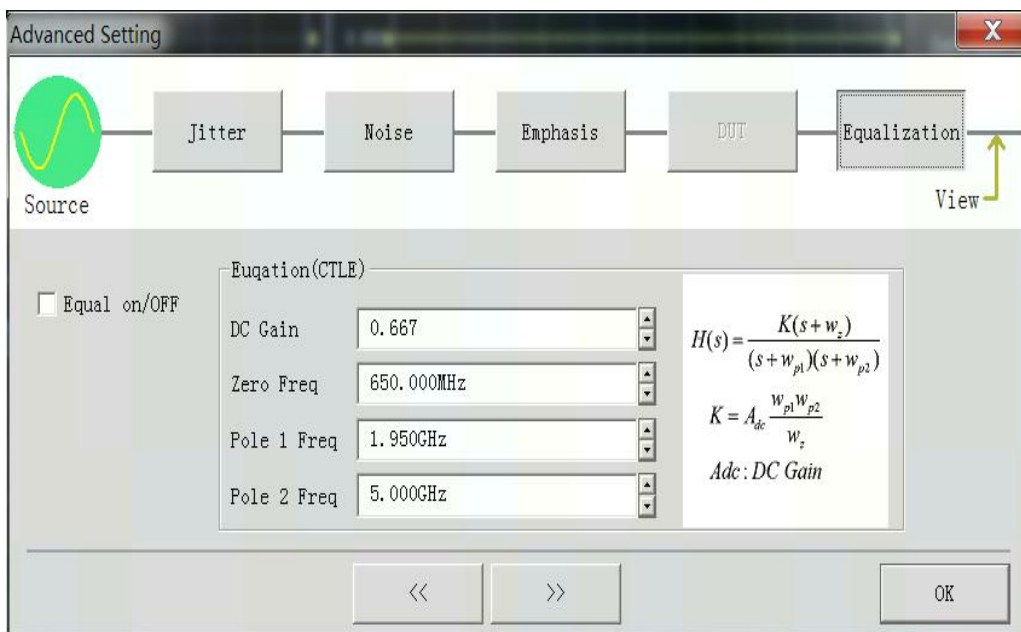 Advanced Setting
X
Jitter
Noise
Emphasis
DUT
Equalization
Source
View
Equal on/OFF
Euqation(CTLE)
DC Gain
0.667
Zero Freq
650.000MHz
Pole 1 Freq
1.950GHz
Pole 2 Freq
5.000GHz
H(s) = K(s + w_z) / (s + w_p1)(s + w_p2)
K = A_dc w_p1 w_p2 / w_z
Adc : DC Gain
<<
>>
OK